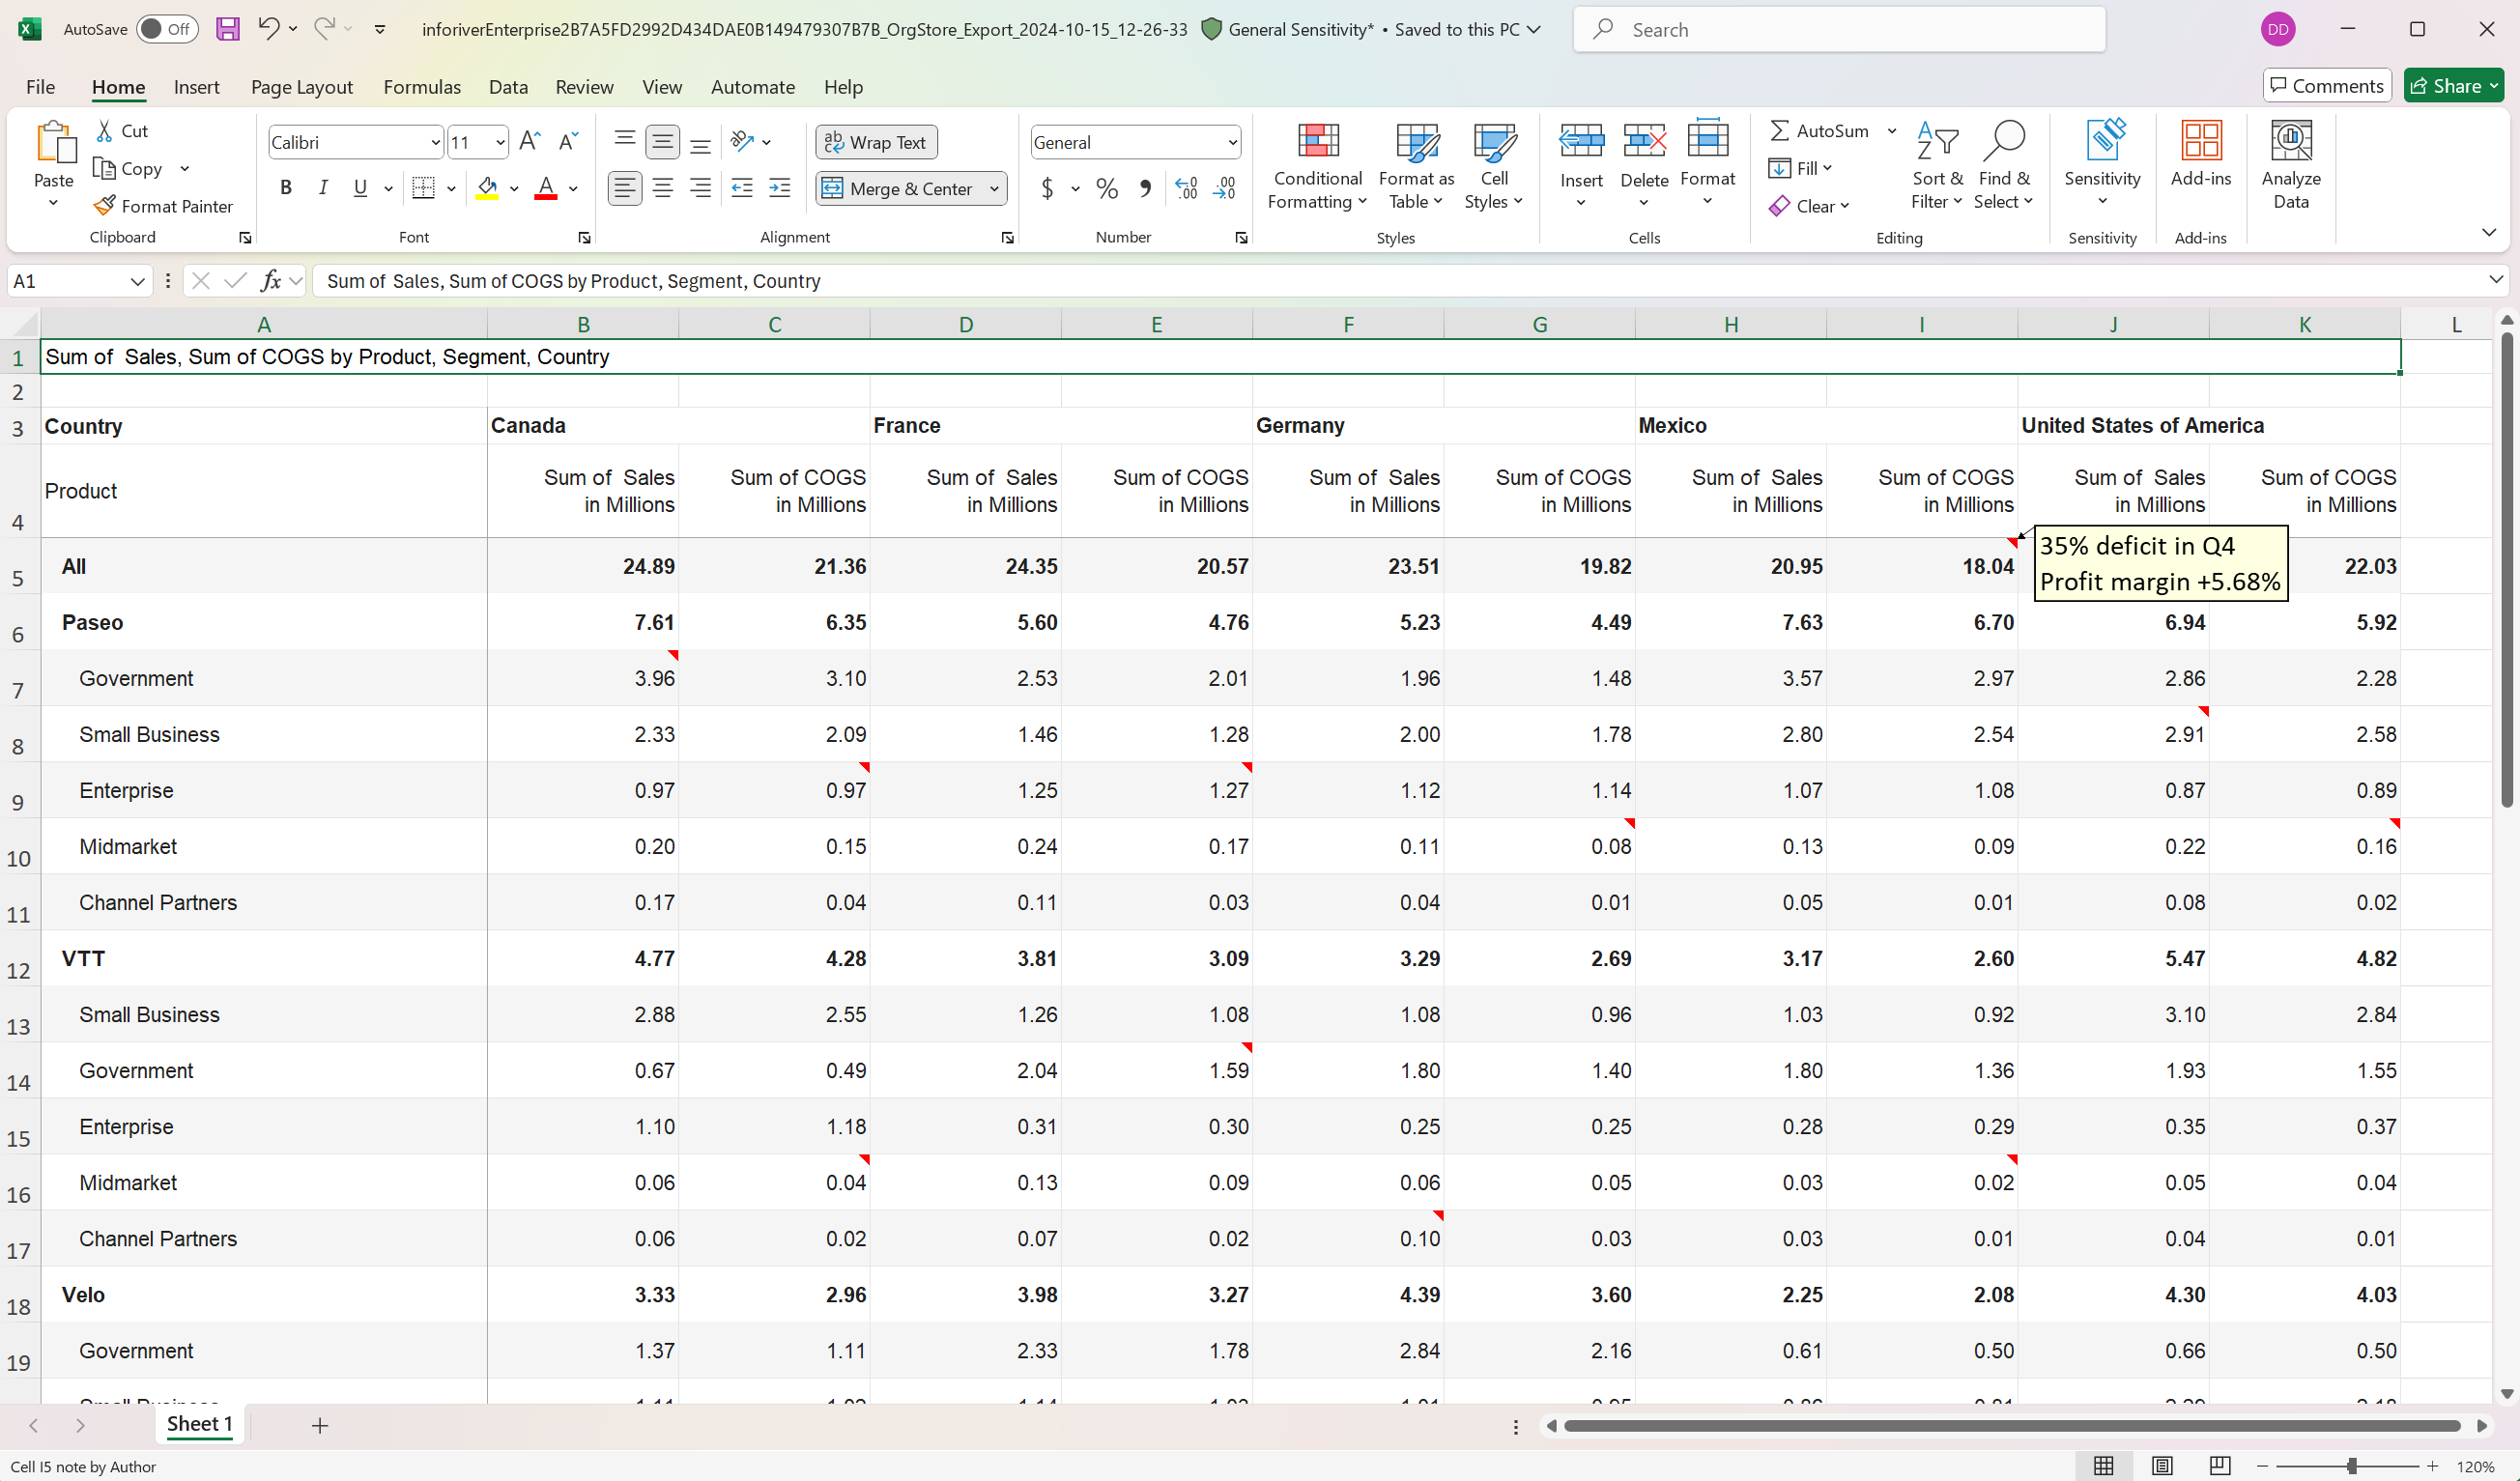 AutoSave Off inforiverEnterprise2B7A5FD2992D434DAE0B149479307B7B_OrgStore_Export_2024-10-15_12-26-33 General Sensitivity* • Saved to this PC Search DD
File Home Insert Page Layout Formulas Data Review View Automate Help Comments Share
Paste Cut Copy Format Painter Clipboard
Calibri 11 B I U A Font
Wrap Text Merge & Center Alignment
General $ % Number
Conditional Formatting Format as Table Cell Styles Styles
Insert Delete Format Cells
AutoSum Fill Clear Sort & Filter Find & Select Editing
Sensitivity Sensitivity
Add-ins Add-ins
Analyze Data
A1 fx Sum of  Sales, Sum of COGS by Product, Segment, Country
A B C D E F G H I J K L
1 Sum of  Sales, Sum of COGS by Product, Segment, Country
2
3 Country Canada France Germany Mexico United States of America
4 Product Sum of  Sales in Millions Sum of COGS in Millions Sum of  Sales in Millions Sum of COGS in Millions Sum of  Sales in Millions Sum of COGS in Millions Sum of  Sales in Millions Sum of COGS in Millions Sum of  Sales in Millions Sum of COGS in Millions
35% deficit in Q4
Profit margin +5.68%
5 All 24.89 21.36 24.35 20.57 23.51 19.82 20.95 18.04 22.03
6 Paseo 7.61 6.35 5.60 4.76 5.23 4.49 7.63 6.70 6.94 5.92
7 Government 3.96 3.10 2.53 2.01 1.96 1.48 3.57 2.97 2.86 2.28
8 Small Business 2.33 2.09 1.46 1.28 2.00 1.78 2.80 2.54 2.91 2.58
9 Enterprise 0.97 0.97 1.25 1.27 1.12 1.14 1.07 1.08 0.87 0.89
10 Midmarket 0.20 0.15 0.24 0.17 0.11 0.08 0.13 0.09 0.22 0.16
11 Channel Partners 0.17 0.04 0.11 0.03 0.04 0.01 0.05 0.01 0.08 0.02
12 VTT 4.77 4.28 3.81 3.09 3.29 2.69 3.17 2.60 5.47 4.82
13 Small Business 2.88 2.55 1.26 1.08 1.08 0.96 1.03 0.92 3.10 2.84
14 Government 0.67 0.49 2.04 1.59 1.80 1.40 1.80 1.36 1.93 1.55
15 Enterprise 1.10 1.18 0.31 0.30 0.25 0.25 0.28 0.29 0.35 0.37
16 Midmarket 0.06 0.04 0.13 0.09 0.06 0.05 0.03 0.02 0.05 0.04
17 Channel Partners 0.06 0.02 0.07 0.02 0.10 0.03 0.03 0.01 0.04 0.01
18 Velo 3.33 2.96 3.98 3.27 4.39 3.60 2.25 2.08 4.30 4.03
19 Government 1.37 1.11 2.33 1.78 2.84 2.16 0.61 0.50 0.66 0.50
Sheet 1
Cell I5 note by Author 120%